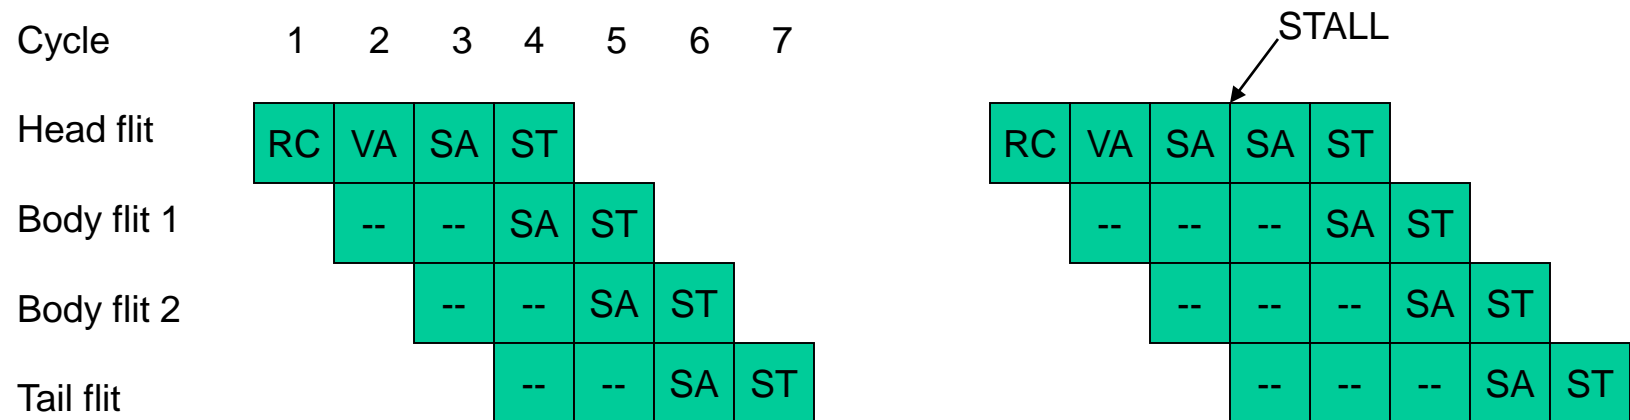 Cycle 1 2 3 4 5 6 7 STALL
Head flit RC VA SA ST RC VA SA SA ST
Body flit 1 -- -- SA ST -- -- -- SA ST
Body flit 2 -- -- SA ST -- -- -- SA ST
Tail flit -- -- SA ST -- -- -- SA ST